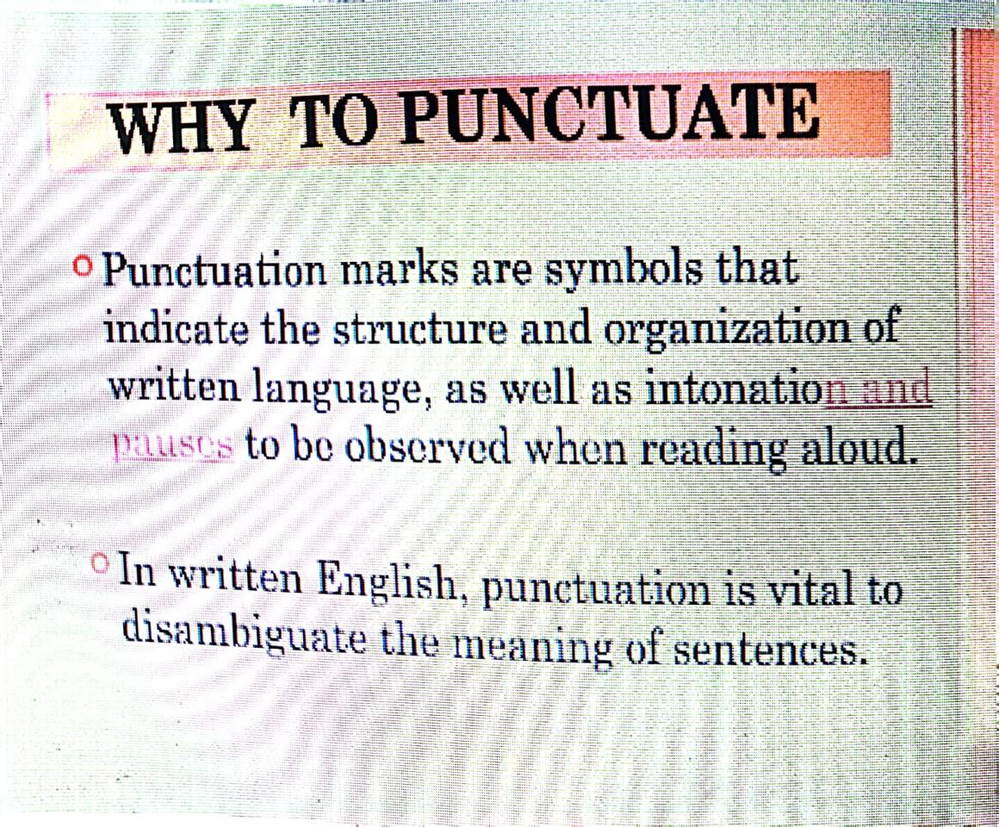 WHY TO PUNCTUATE
Punctuation marks are symbols that
indicate the structure and organization of
written language, as well as intonation and
pauses to be observed when reading aloud.
In written English, punctuation is vital to
disambiguate the meaning of sentences.